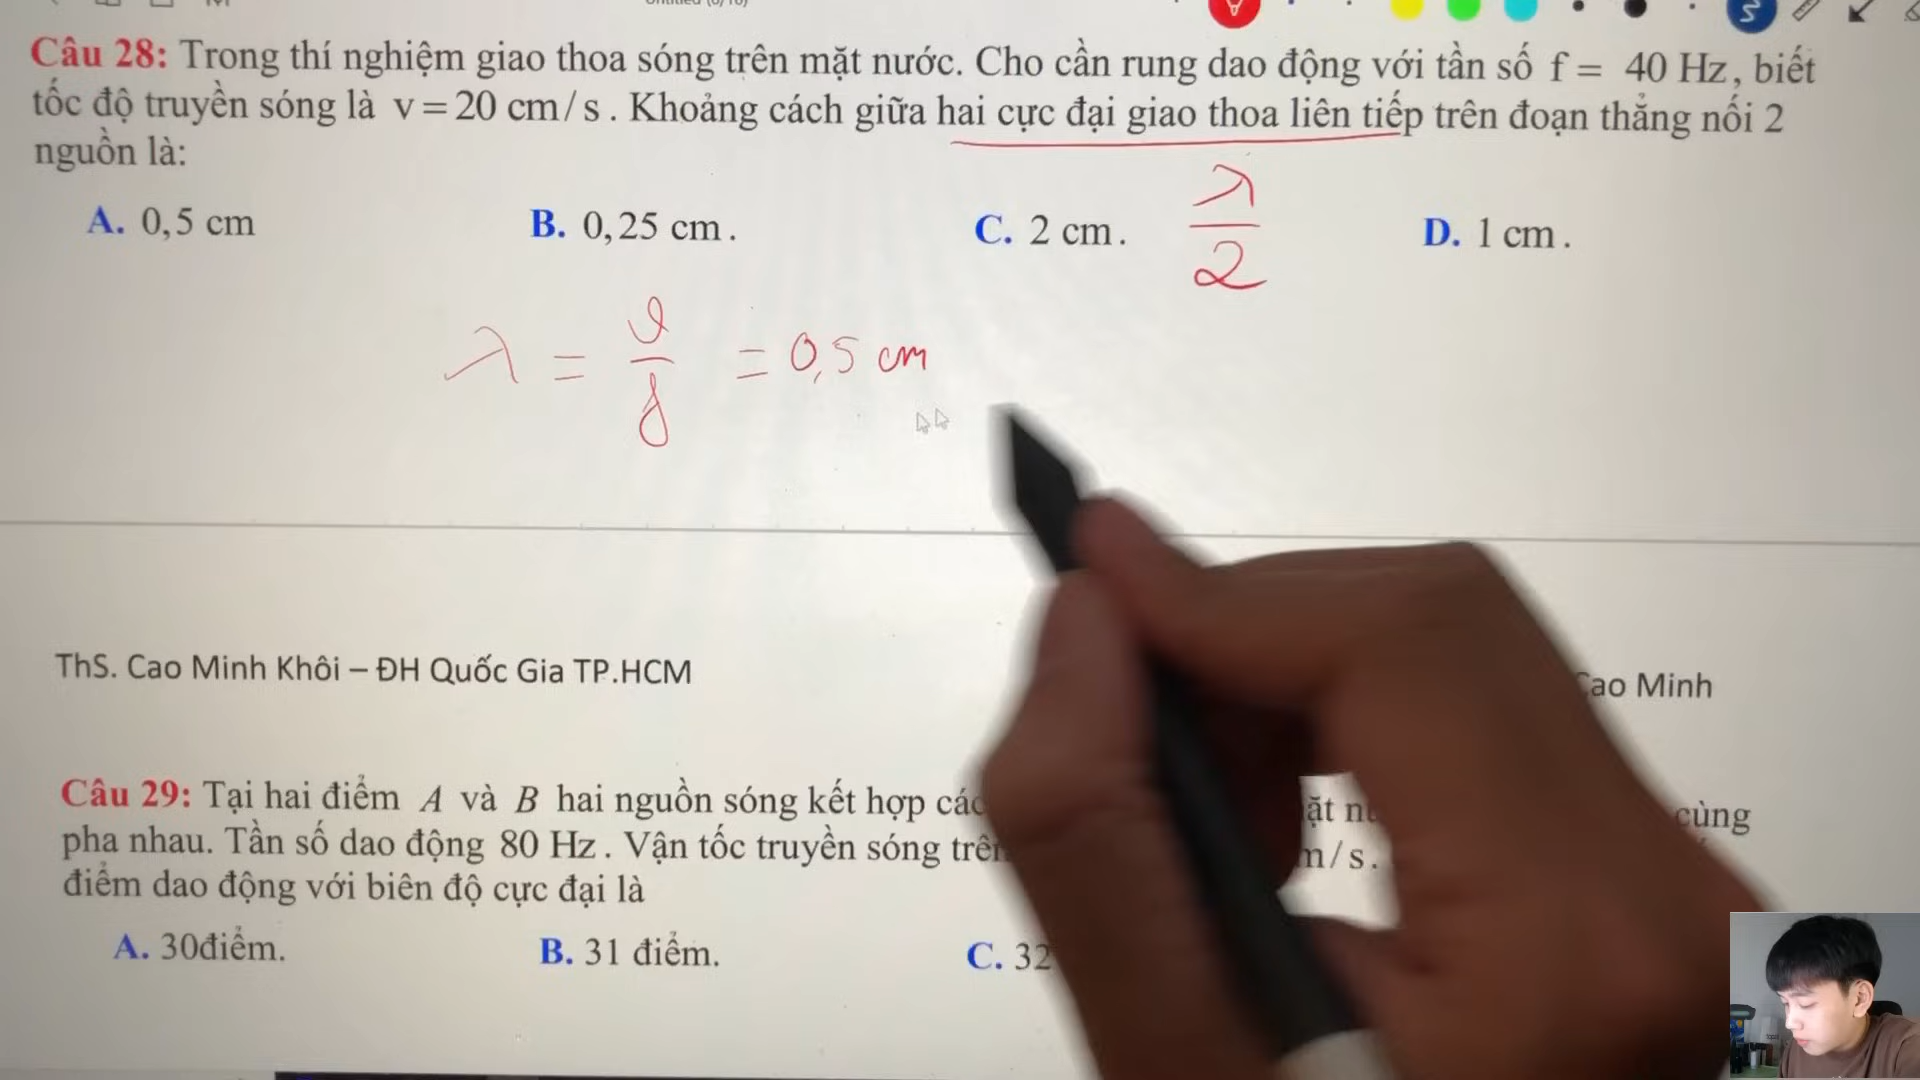 Câu 28: Trong thí nghiệm giao thoa sóng trên mặt nước. Cho cần rung dao động với tần số f = 40 Hz, biết
tốc độ truyền sóng là v = 20 cm/s. Khoảng cách giữa hai cực đại giao thoa liên tiếp trên đoạn thẳng nối 2
nguồn là:
A. 0,5 cm B. 0,25 cm. C. 2 cm. D. 1 cm.
λ/2
λ = v/f = 0,5 cm
ThS. Cao Minh Khôi – ĐH Quốc Gia TP.HCM
Cao Minh
Câu 29: Tại hai điểm A và B hai nguồn sóng kết hợp cùng
pha nhau. Tần số dao động 80 Hz. Vận tốc truyền sóng m/s.
điểm dao động với biên độ cực đại là
A. 30điểm. B. 31 điểm. C. 32